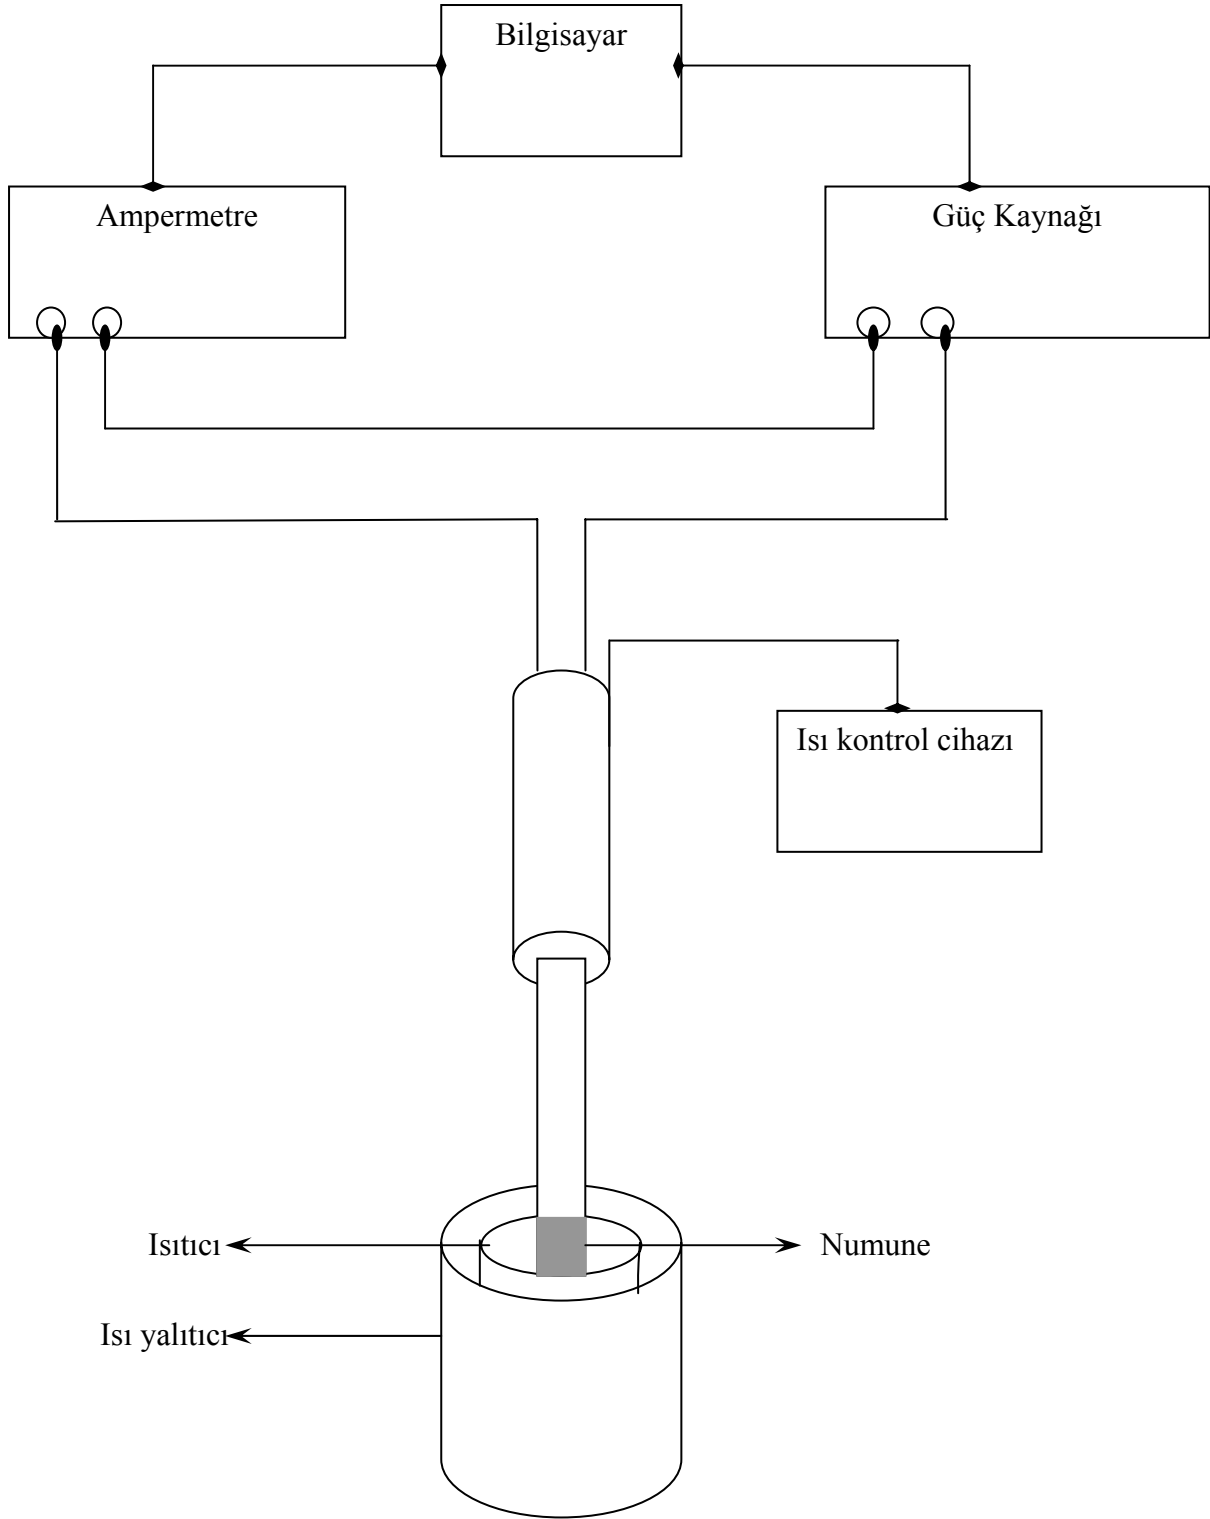 Bilgisayar
Ampermetre
Güç Kaynağı
Isı kontrol cihazı
Isıtıcı
Numune
Isı yalıtıcı